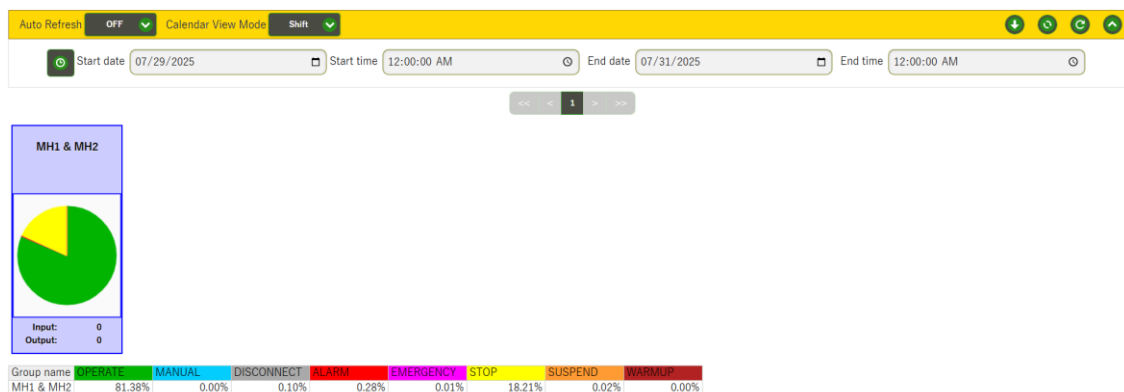 Auto Refresh OFF Calendar View Mode Shift
Start date 07/29/2025 Start time 12:00:00 AM End date 07/31/2025 End time 12:00:00 AM
<< < 1 > >>
MH1 & MH2
Input: 0
Output: 0
Group name OPERATE MANUAL DISCONNECT ALARM EMERGENCY STOP SUSPEND WARMUP
MH1 & MH2 81.38% 0.00% 0.10% 0.28% 0.01% 18.21% 0.02% 0.00%